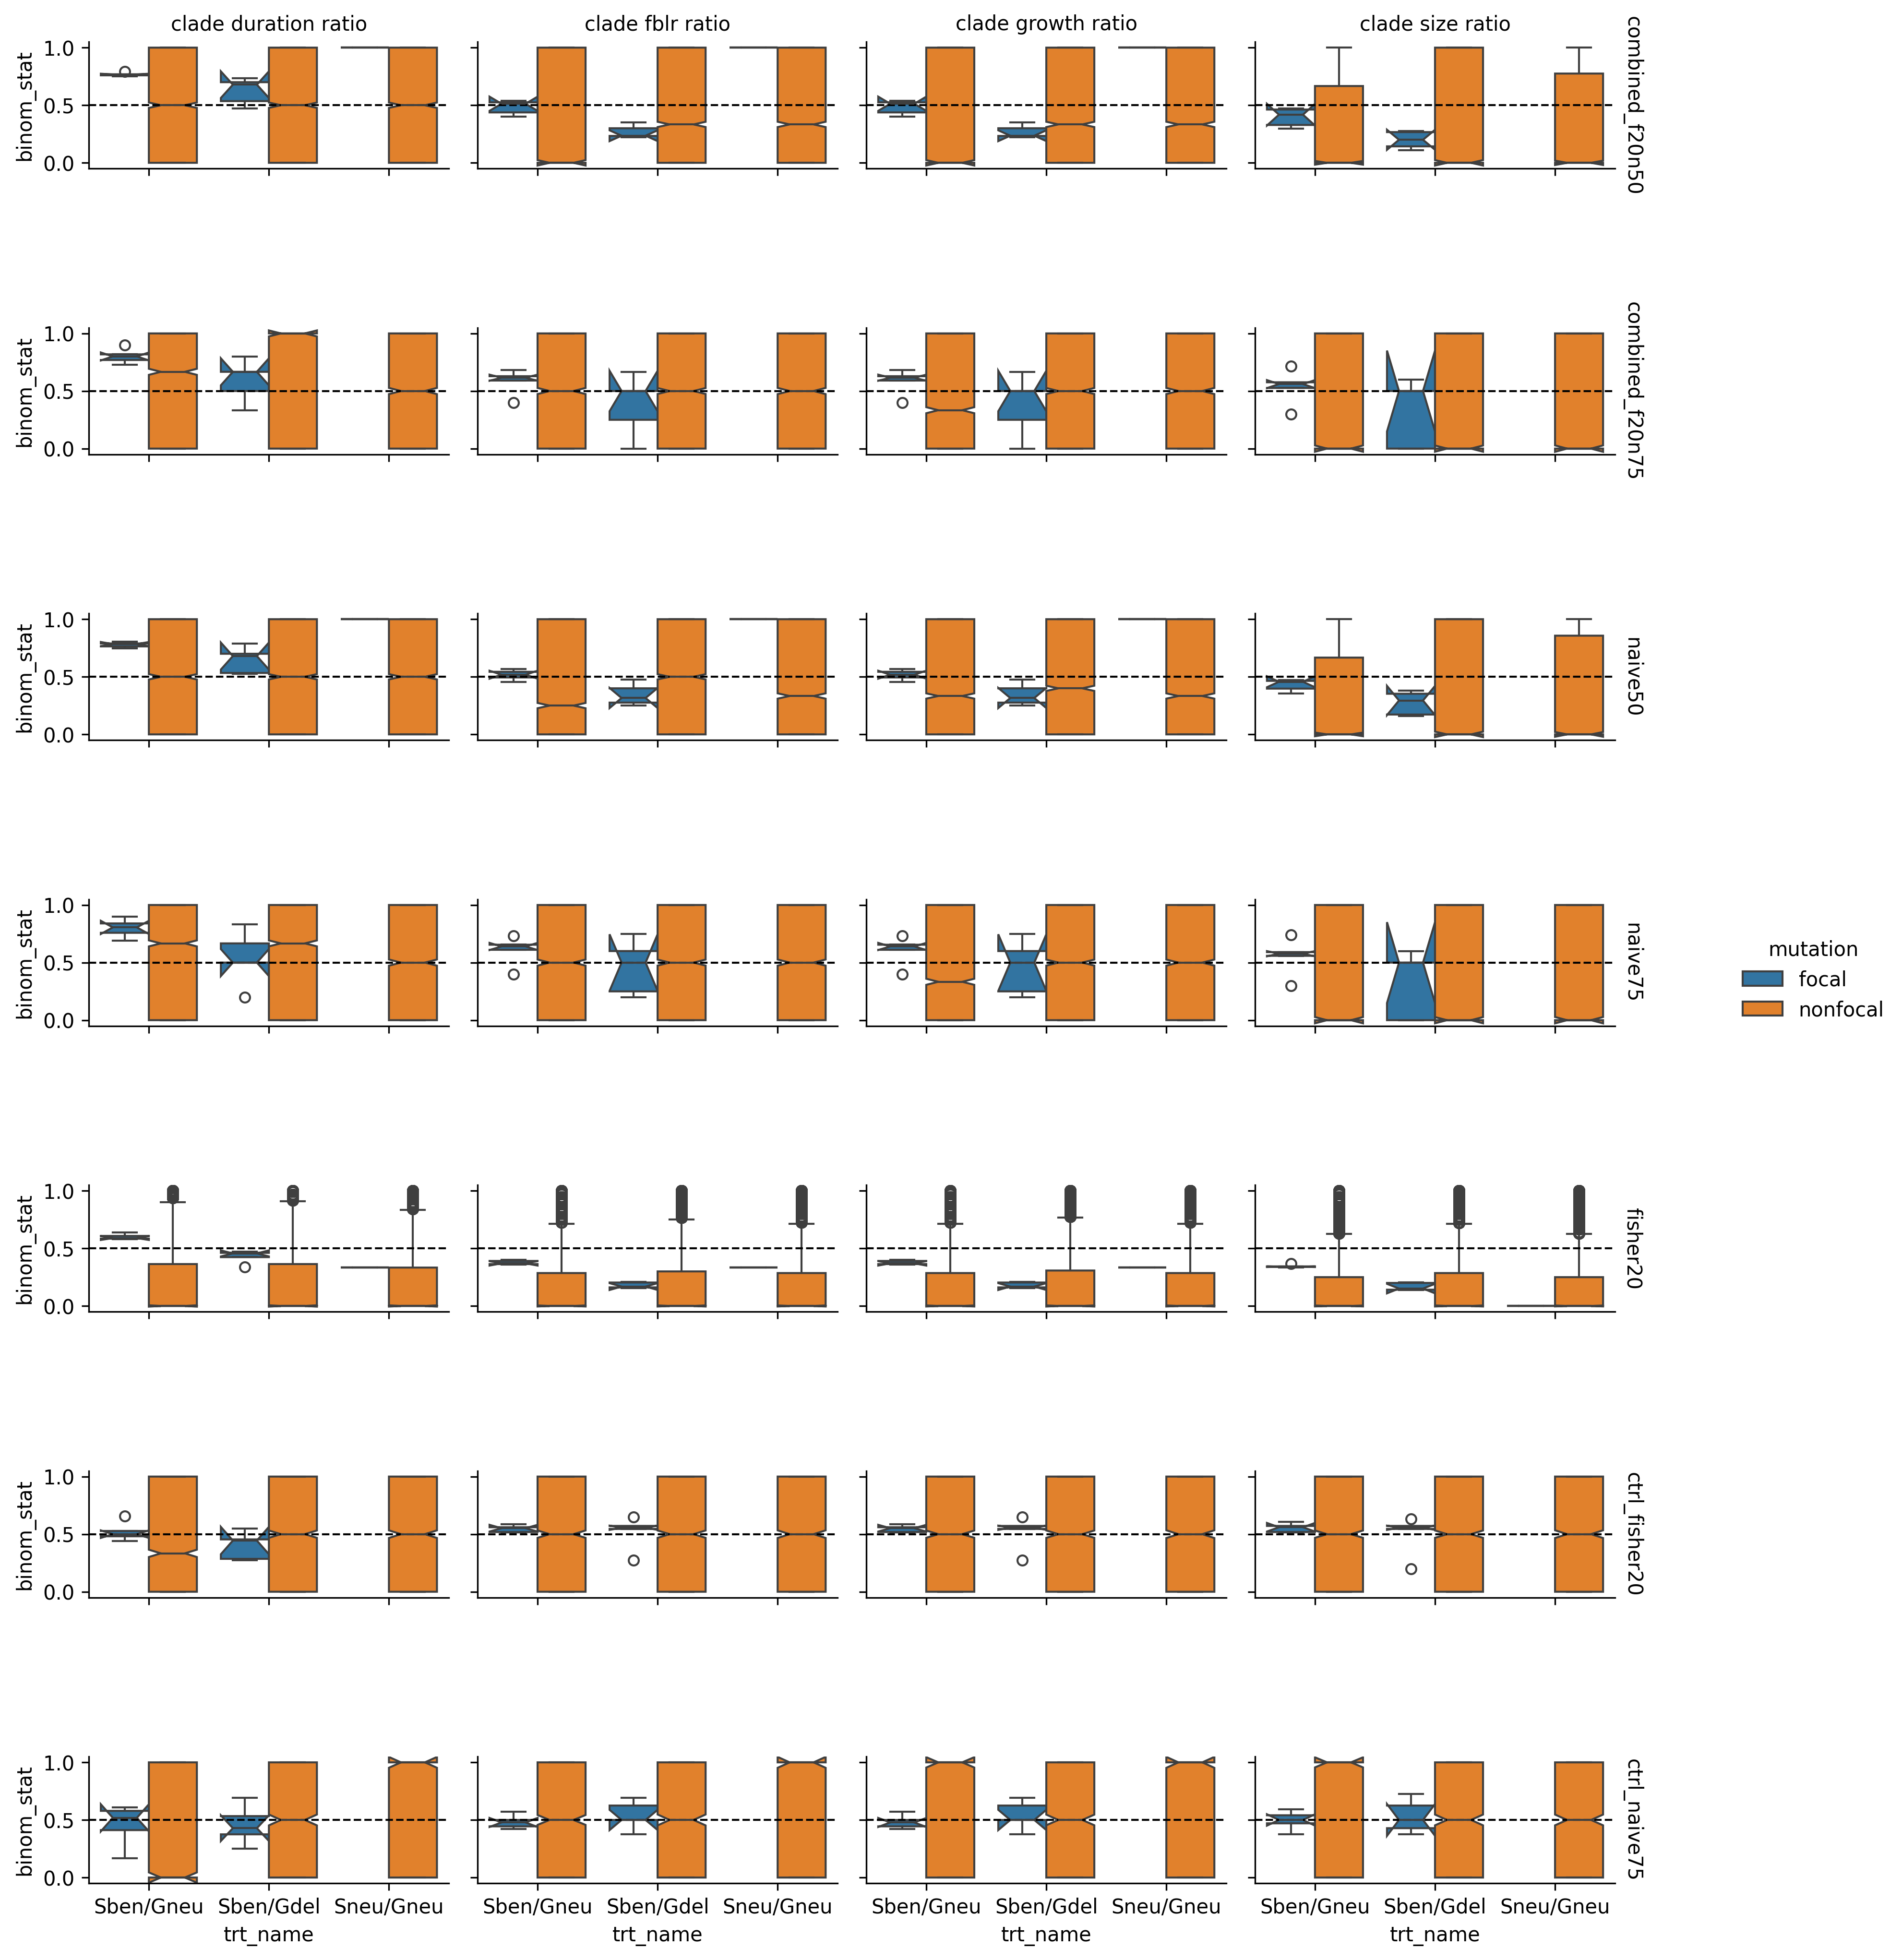 clade duration ratio
clade fblr ratio
clade growth ratio
clade size ratio
binom_stat
1.0
0.5
0.0
combined_f20n50
binom_stat
1.0
0.5
0.0
combined_f20n75
binom_stat
1.0
0.5
0.0
naive50
binom_stat
1.0
0.5
0.0
naive75
mutation
focal
nonfocal
binom_stat
1.0
0.5
0.0
fisher20
binom_stat
1.0
0.5
0.0
ctrl_fisher20
binom_stat
1.0
0.5
0.0
ctrl_naive75
Sben/Gneu Sben/Gdel Sneu/Gneu
trt_name
Sben/Gneu Sben/Gdel Sneu/Gneu
trt_name
Sben/Gneu Sben/Gdel Sneu/Gneu
trt_name
Sben/Gneu Sben/Gdel Sneu/Gneu
trt_name